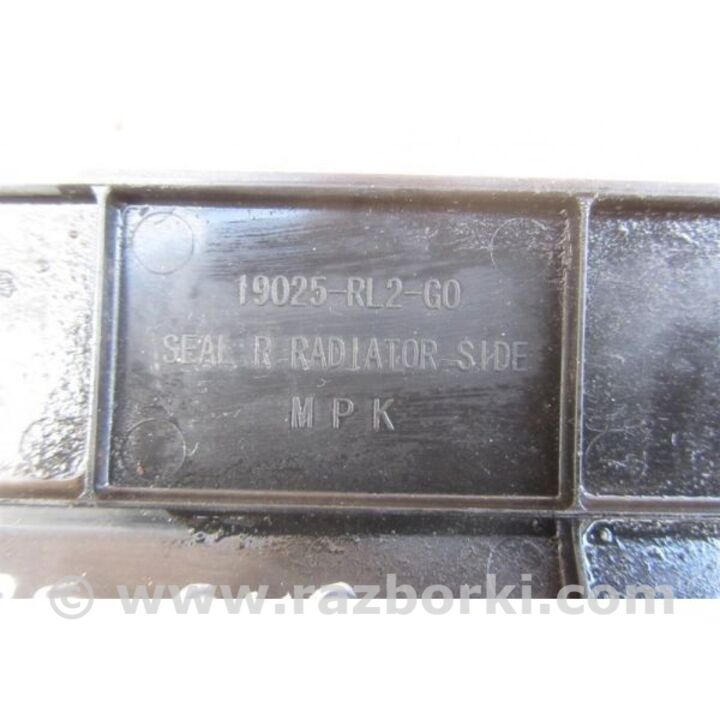 19025-RL2-G0
SEAL R RADIATOR SIDE
MPK
© www.razborki.com